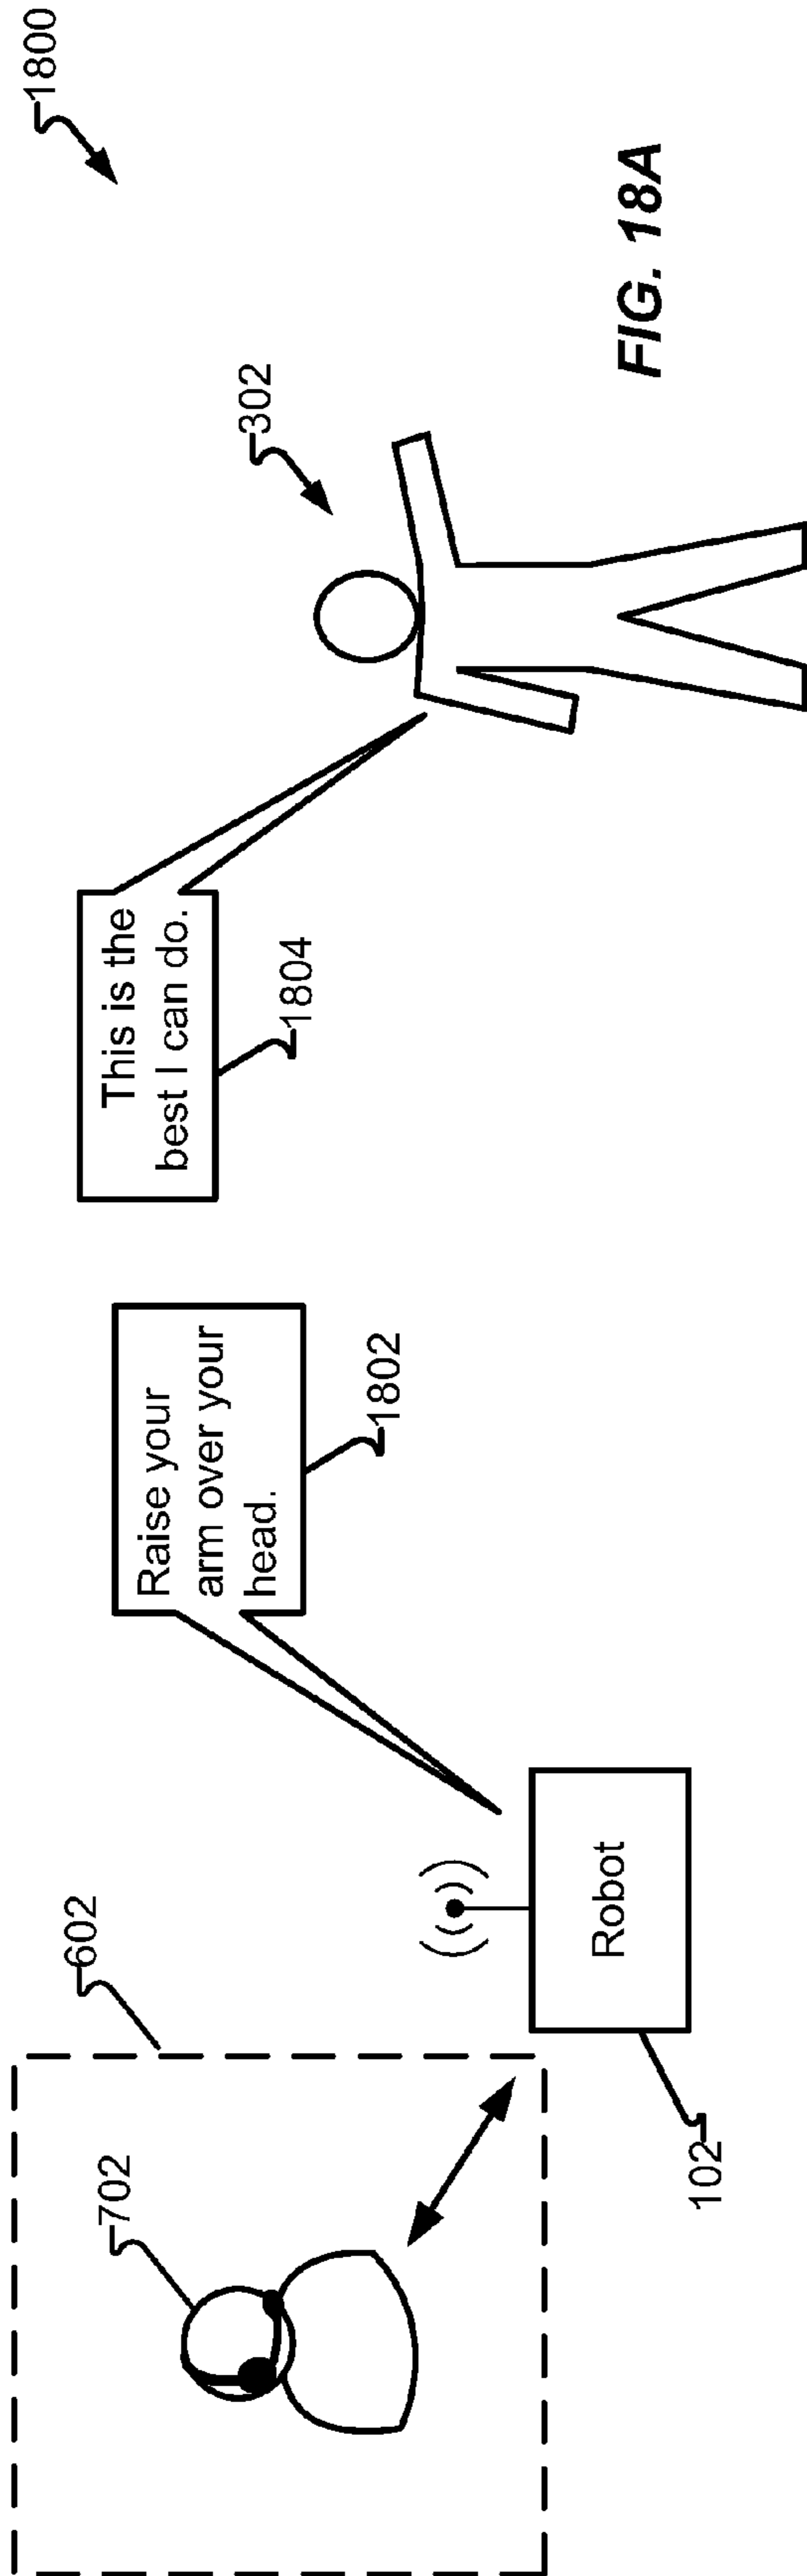 1800
602
702
Raise your
arm over your
head.
1802
This is the
best I can do.
1804
302
Robot
102
FIG. 18A